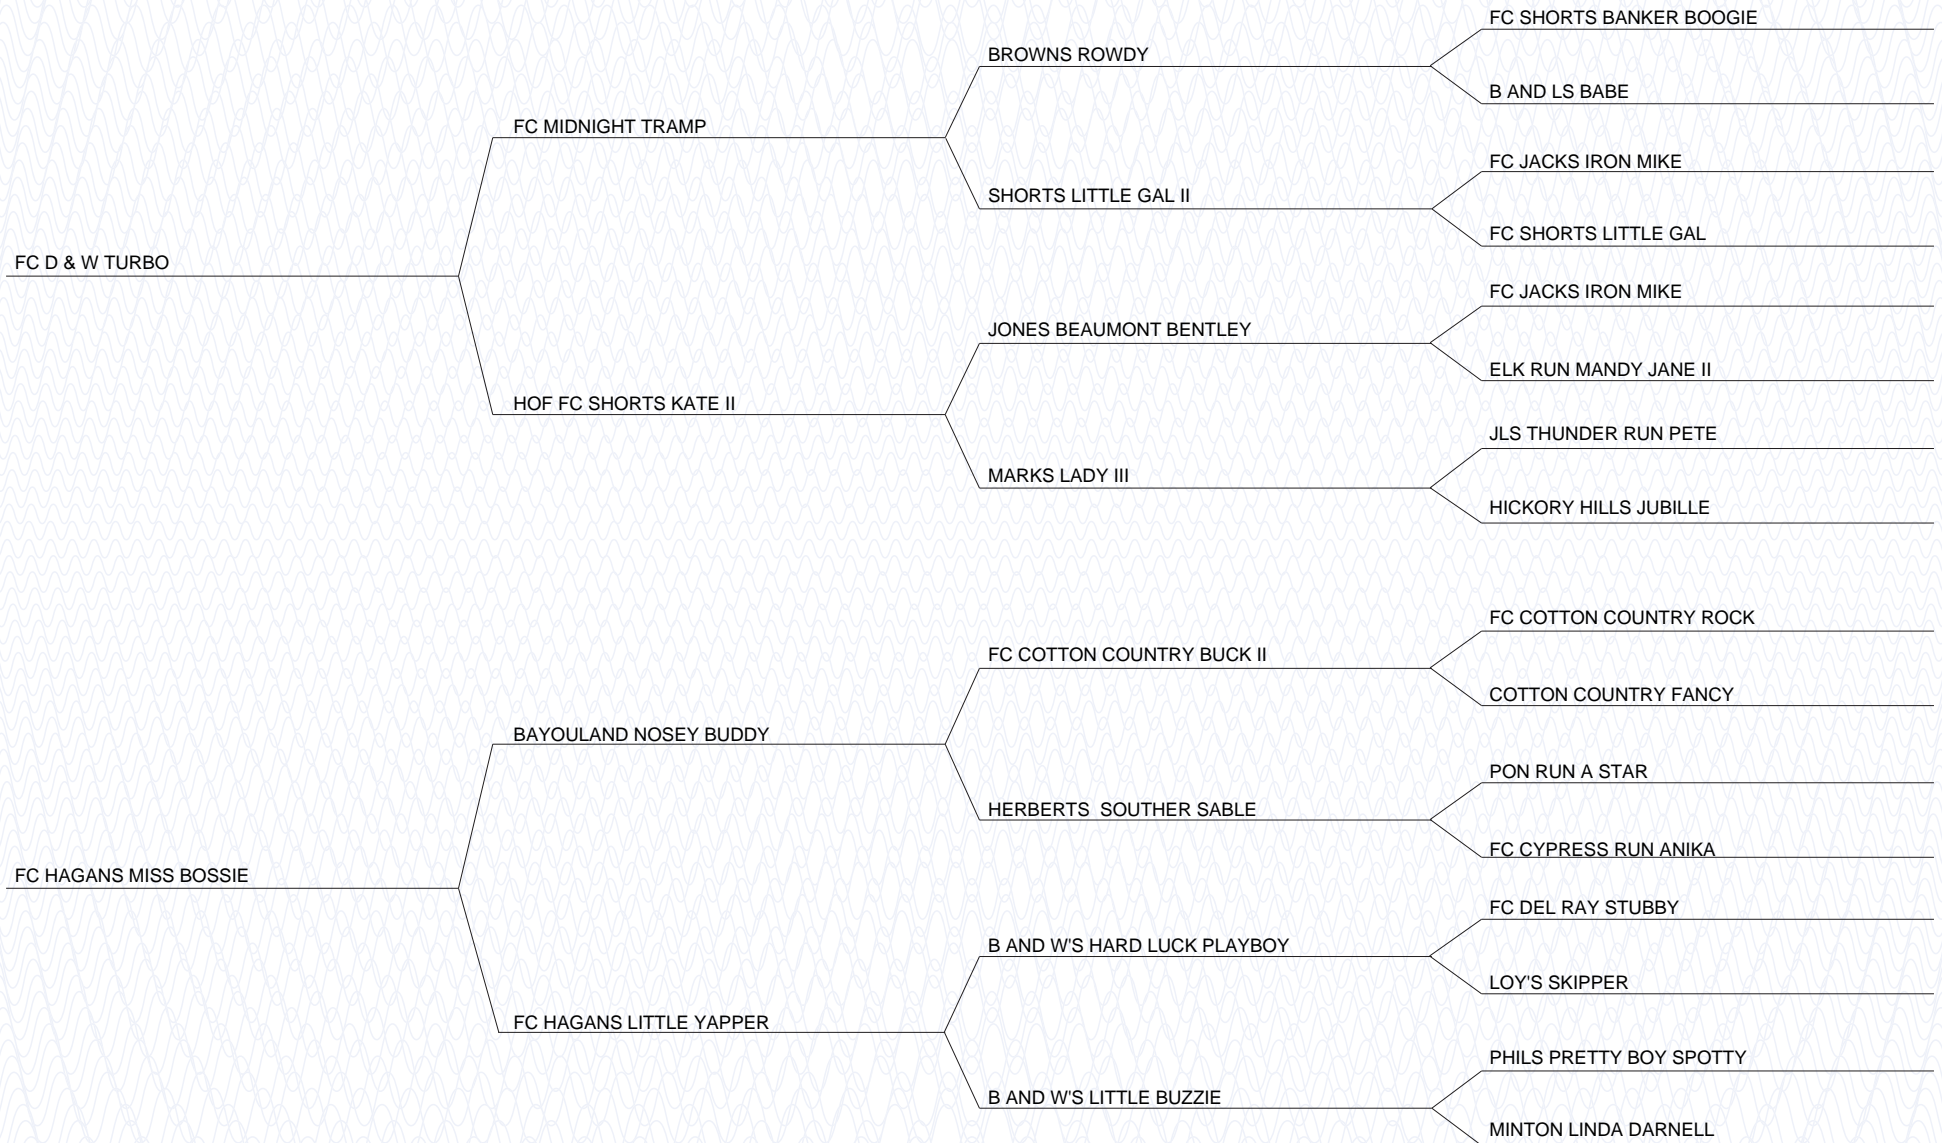 FC SHORTS BANKER BOOGIE
BROWNS ROWDY
B AND LS BABE
FC MIDNIGHT TRAMP
FC JACKS IRON MIKE
SHORTS LITTLE GAL II
FC SHORTS LITTLE GAL
FC D & W TURBO
FC JACKS IRON MIKE
JONES BEAUMONT BENTLEY
ELK RUN MANDY JANE II
HOF FC SHORTS KATE II
JLS THUNDER RUN PETE
MARKS LADY III
HICKORY HILLS JUBILLE
FC COTTON COUNTRY ROCK
FC COTTON COUNTRY BUCK II
COTTON COUNTRY FANCY
BAYOULAND NOSEY BUDDY
PON RUN A STAR
HERBERTS  SOUTHER SABLE
FC CYPRESS RUN ANIKA
FC HAGANS MISS BOSSIE
FC DEL RAY STUBBY
B AND W'S HARD LUCK PLAYBOY
LOY'S SKIPPER
FC HAGANS LITTLE YAPPER
PHILS PRETTY BOY SPOTTY
B AND W'S LITTLE BUZZIE
MINTON LINDA DARNELL